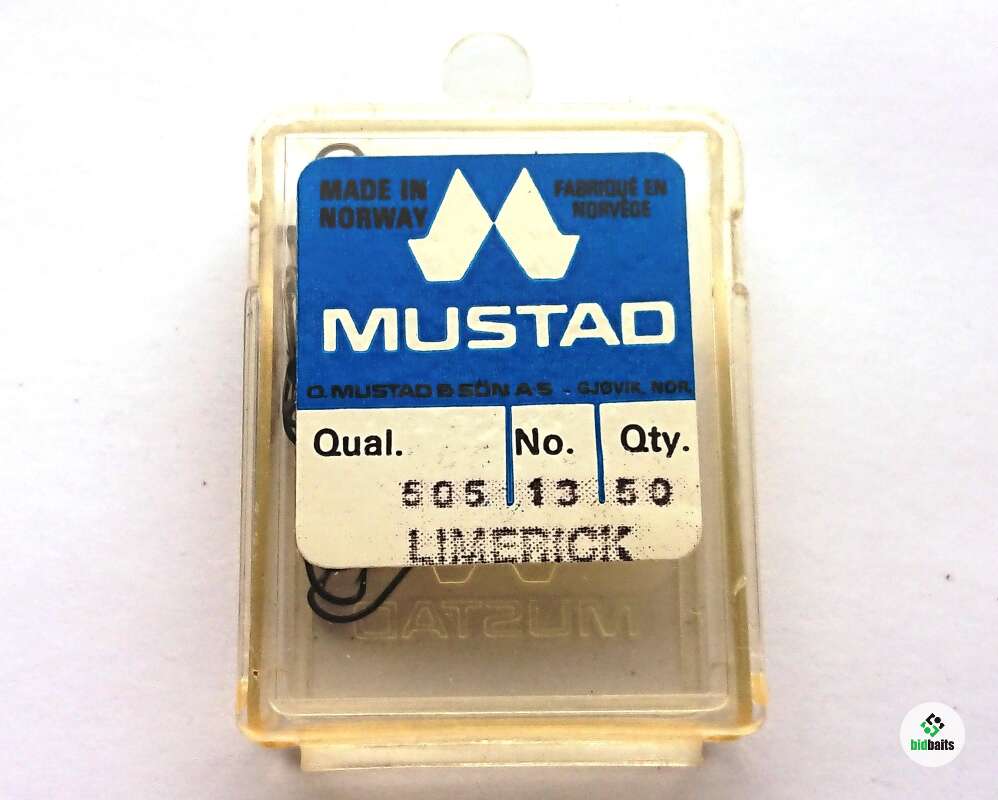 MADE IN
NORWAY
FABRIQUÉ EN
NORVÈGE
MUSTAD
O. MUSTAD & SÖN A·S - GJØVIK, NOR.
Qual. No. Qty.
505 13 50
LIMERICK
MUSTAD
bidbaits